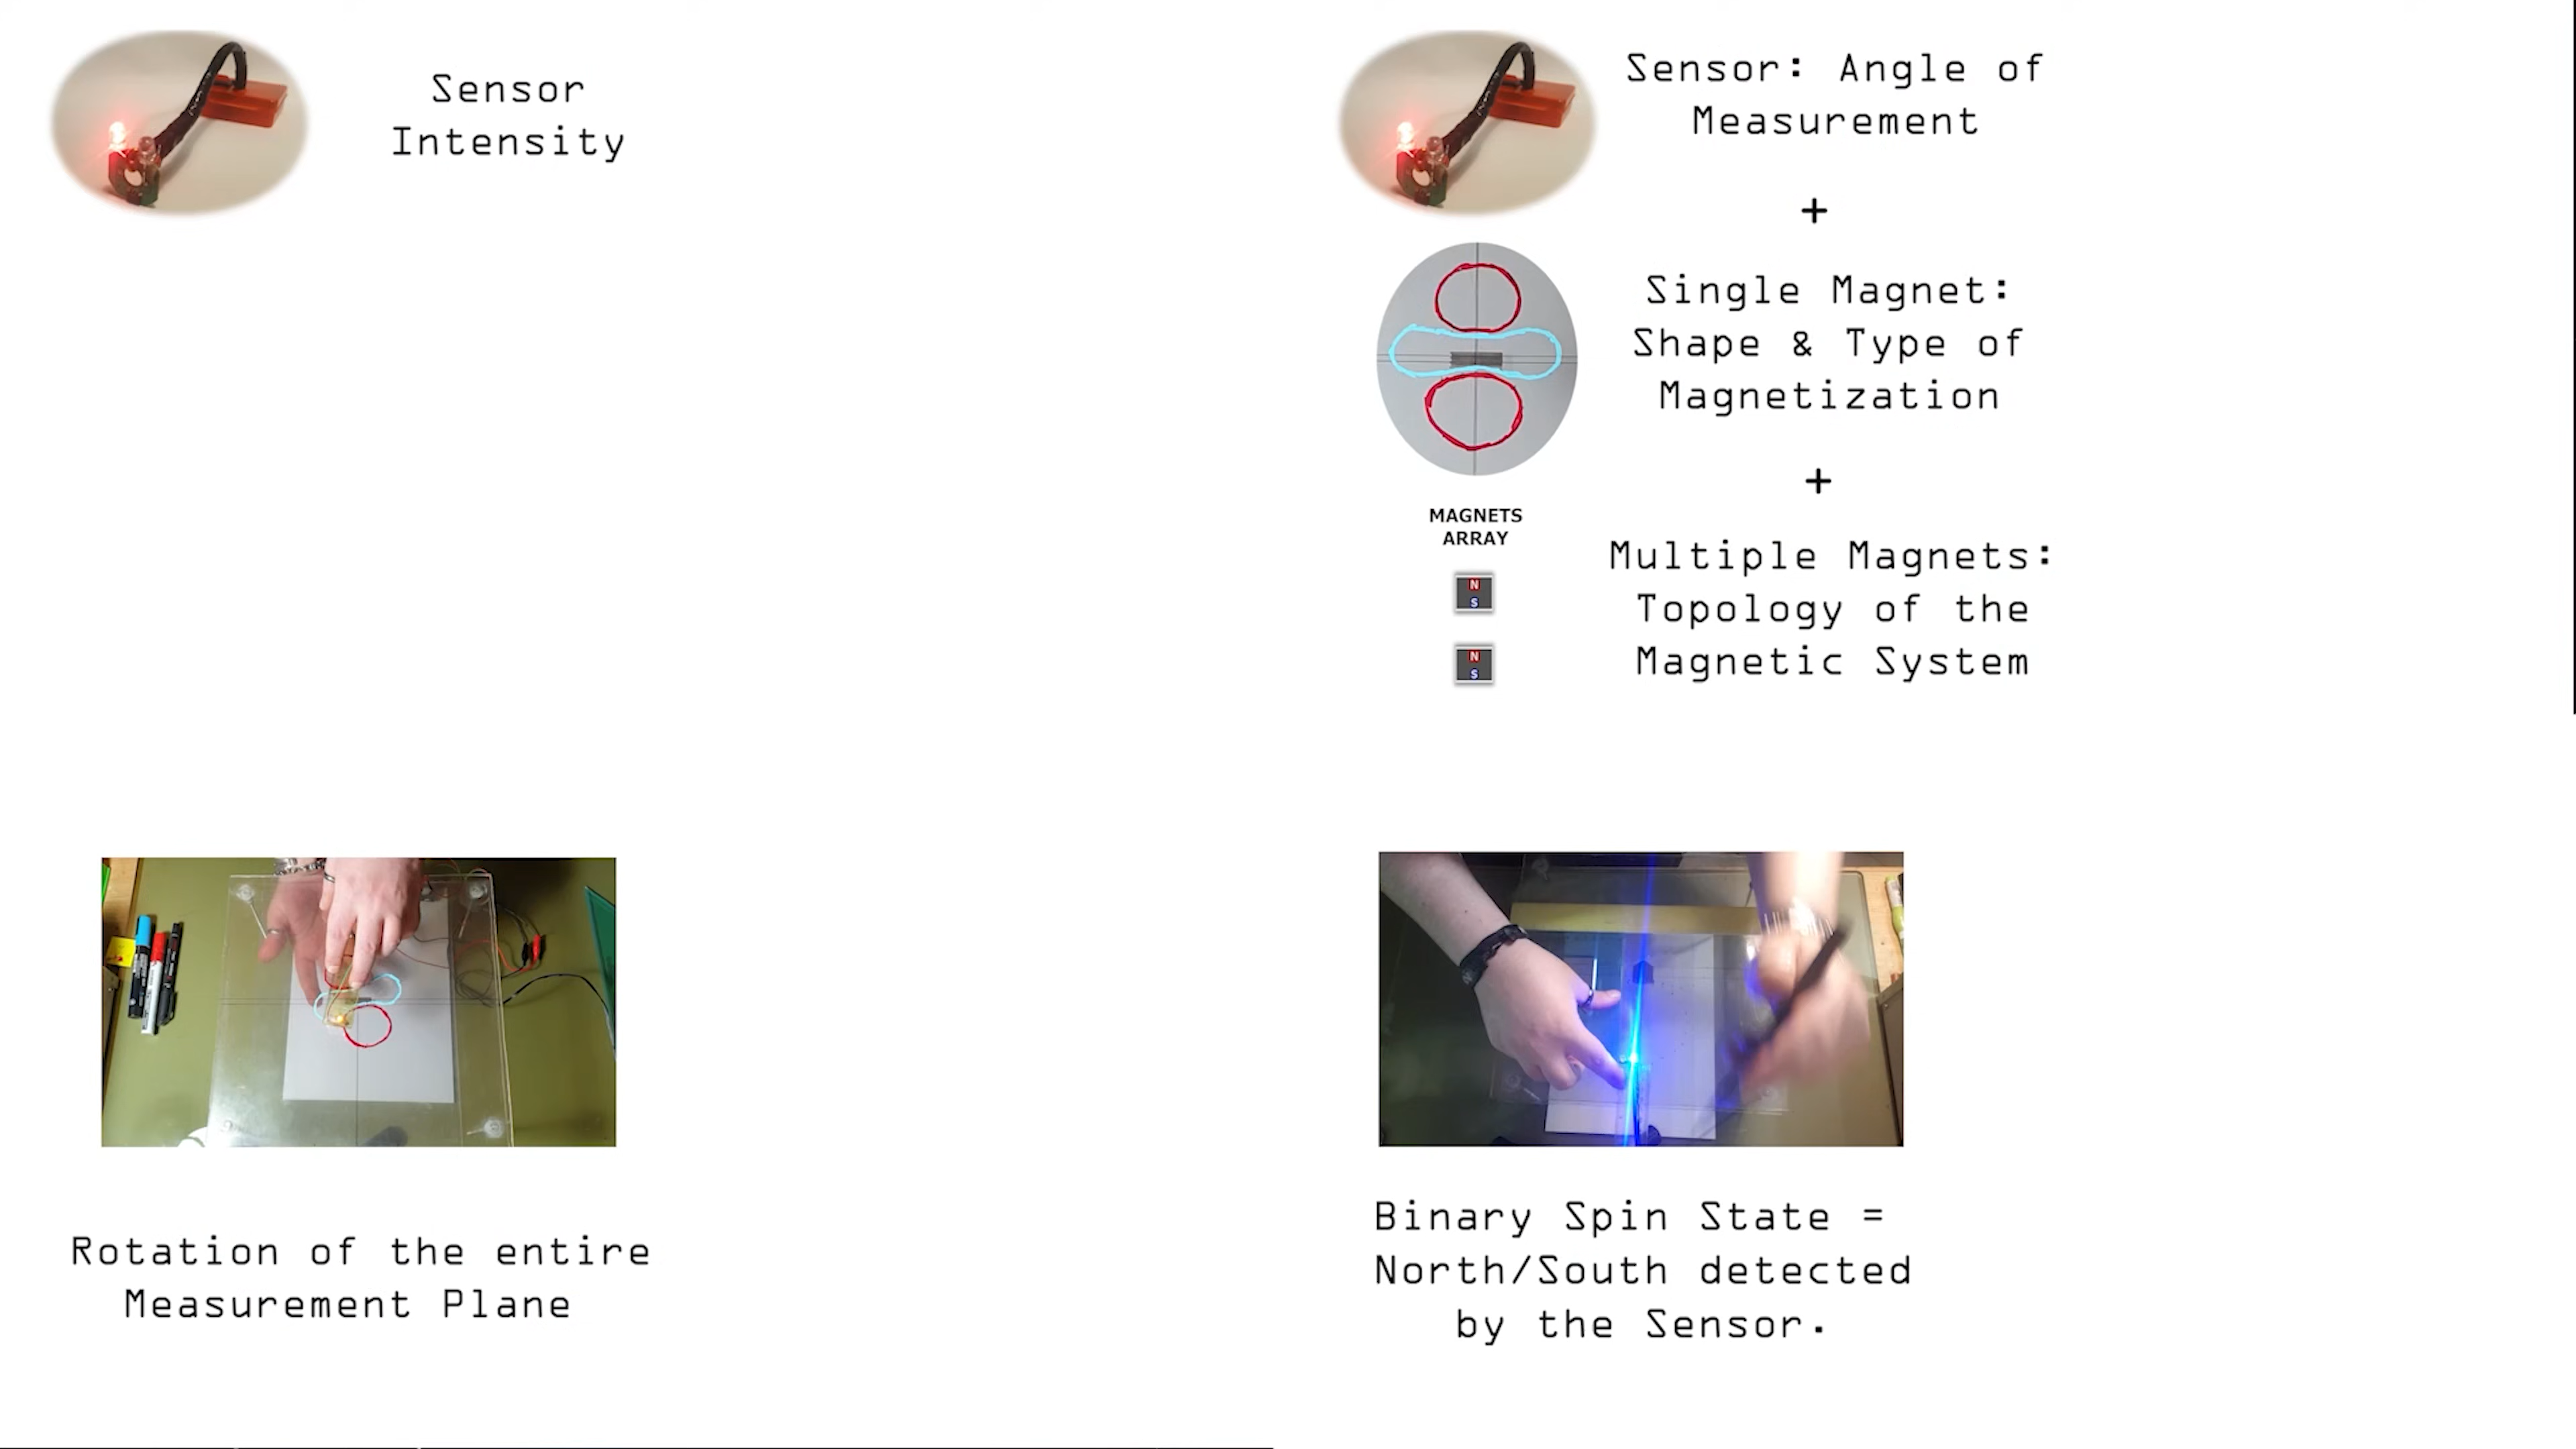 Sensor
Intensity
Sensor: Angle of
Measurement
+
Single Magnet:
Shape & Type of
Magnetization
+
MAGNETS
ARRAY
N
S
N
S
Multiple Magnets:
Topology of the
Magnetic System
Rotation of the entire
Measurement Plane
Binary Spin State =
North/South detected
by the Sensor.